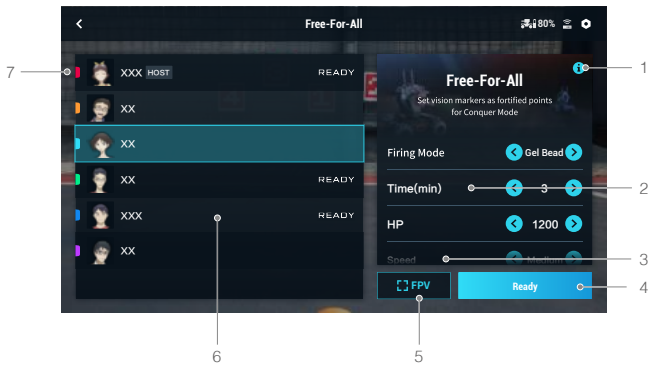 Free-For-All
80%
7
XXX HOST READY
XX
XX
XX READY
XXX READY
XX
1
Free-For-All
Set vision markers as fortified points
for Conquer Mode
Firing Mode Gel Bead
Time(min) 3
2
HP 1200
Speed Medium
3
FPV
Ready
4
6
5